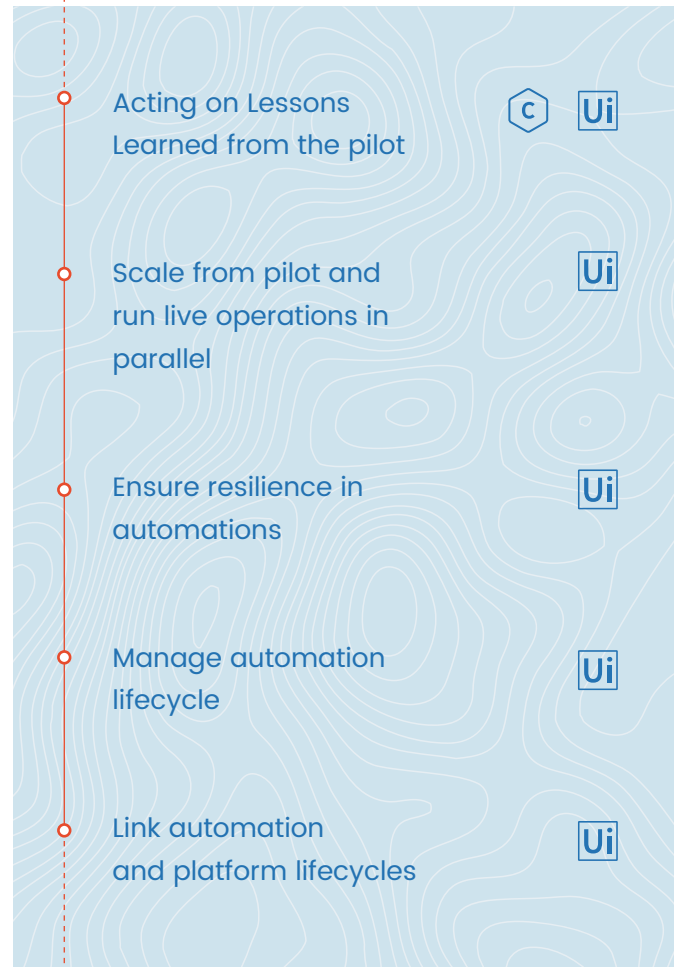 Acting on Lessons
Learned from the pilot
C
Ui
Scale from pilot and
run live operations in
parallel
Ui
Ensure resilience in
automations
Ui
Manage automation
lifecycle
Ui
Link automation
and platform lifecycles
Ui